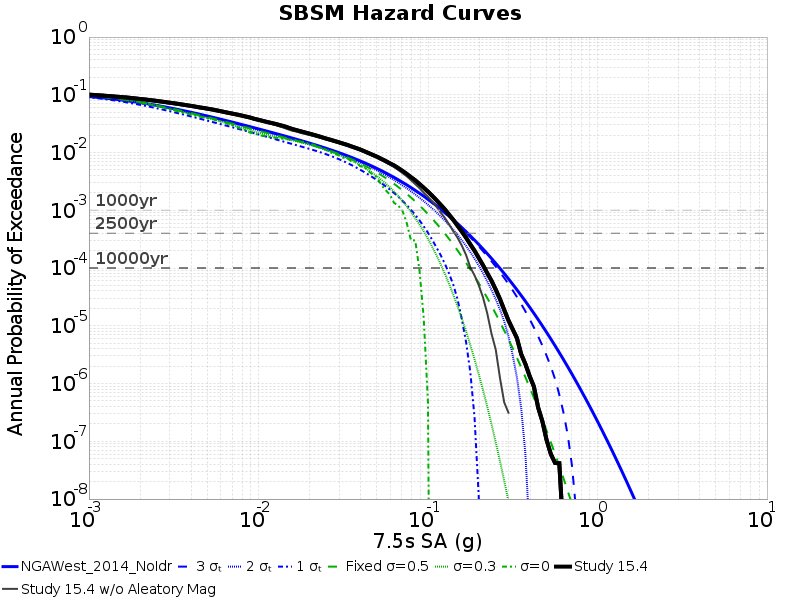 SBSM Hazard Curves
10^0
10^-1
10^-2
10^-3
10^-4
10^-5
10^-6
10^-7
10^-8
Annual Probability of Exceedance
1000yr
2500yr
10000yr
10^-3 10^-2 10^-1 10^0 10^1
7.5s SA (g)
NGAWest_2014_NoIdr 3 σₜ 2 σₜ 1 σₜ Fixed σ=0.5 σ=0.3 σ=0 Study 15.4
Study 15.4 w/o Aleatory Mag